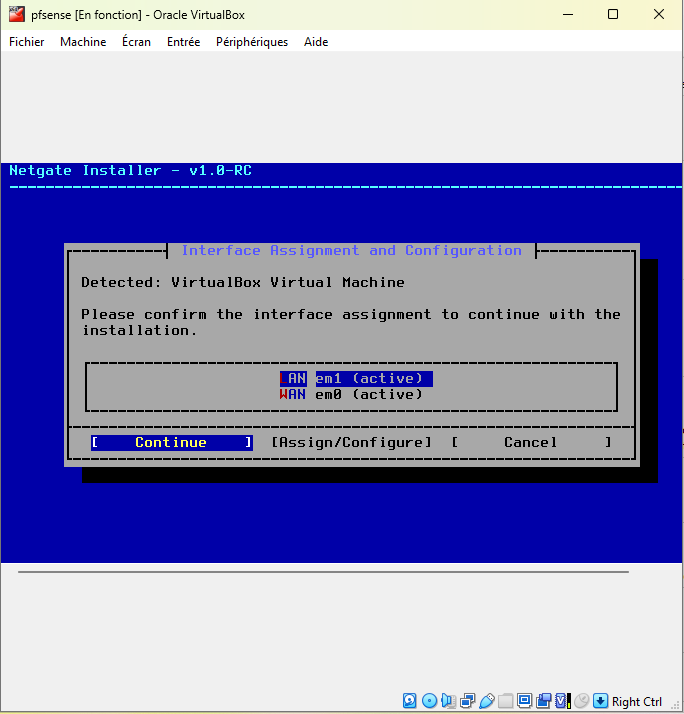 pfsense [En fonction] - Oracle VirtualBox
Fichier Machine Écran Entrée Périphériques Aide
Netgate Installer - v1.0-RC
Interface Assignment and Configuration
Detected: VirtualBox Virtual Machine
Please confirm the interface assignment to continue with the
installation.
LAN em1 (active)
WAN em0 (active)
[ Continue ] [Assign/Configure] [ Cancel ]
Right Ctrl